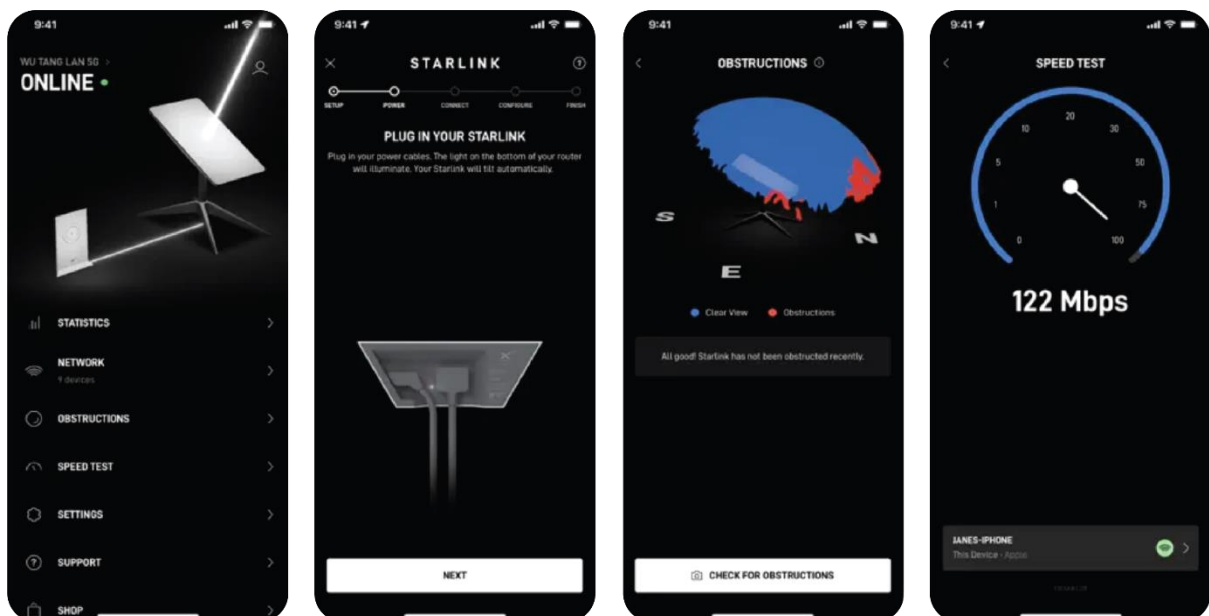 9:41
WU TANG LAN 5G >
ONLINE
STATISTICS
NETWORK
9 devices
OBSTRUCTIONS
SPEED TEST
SETTINGS
SUPPORT
SHOP
9:41
STARLINK
SETUP POWER CONNECT CONFIGURE FINISH
PLUG IN YOUR STARLINK
Plug in your power cables. The light on the bottom of your router
will illuminate. Your Starlink will tilt automatically.
NEXT
9:41
OBSTRUCTIONS
S
N
E
Clear View Obstructions
All good! Starlink has not been obstructed recently.
CHECK FOR OBSTRUCTIONS
9:41
SPEED TEST
20
10 30
5 50
1 75
0 100
122 Mbps
JANES-IPHONE
This Device - Apple